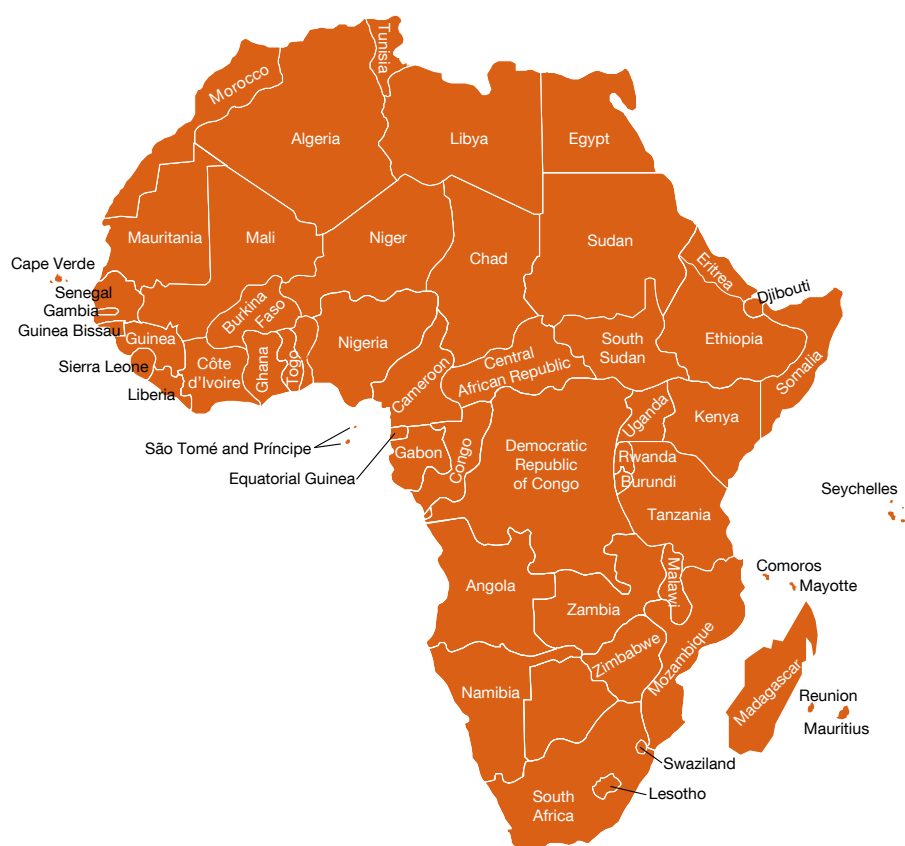 Tunisia
Morocco
Algeria
Libya
Egypt
Mauritania
Mali
Niger
Chad
Sudan
Eritrea
Cape Verde
Senegal
Gambia
Guinea Bissau
Guinea
Sierra Leone
Liberia
Côte
d'Ivoire
Burkina
Faso
Ghana
Togo
Nigeria
Cameroon
Central
African Republic
South
Sudan
Ethiopia
Djibouti
Somalia
São Tomé and Príncipe
Equatorial Guinea
Gabon
Congo
Democratic
Republic
of Congo
Uganda
Kenya
Rwanda
Burundi
Tanzania
Seychelles
Comoros
Mayotte
Angola
Zambia
Malawi
Mozambique
Zimbabwe
Namibia
Madagascar
Reunion
Mauritius
Swaziland
Lesotho
South
Africa